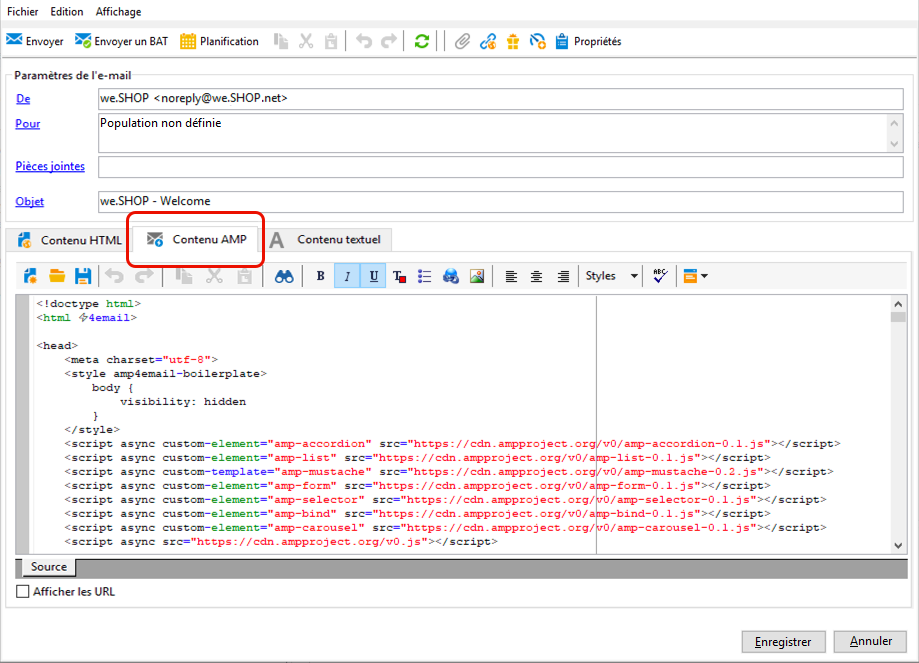 Fichier Edition Affichage
Envoyer Envoyer un BAT Planification Propriétés
Paramètres de l'e-mail
De we.SHOP <noreply@we.SHOP.net>
Pour Population non définie
Pièces jointes
Objet we.SHOP - Welcome
Contenu HTML Contenu AMP A Contenu textuel
B I U T Styles ABC
<!doctype html>
<html ⚡4email>
<head>
<meta charset="utf-8">
<style amp4email-boilerplate>
body {
visibility: hidden
}
</style>
<script async custom-element="amp-accordion" src="https://cdn.ampproject.org/v0/amp-accordion-0.1.js"></script>
<script async custom-element="amp-list" src="https://cdn.ampproject.org/v0/amp-list-0.1.js"></script>
<script async custom-template="amp-mustache" src="https://cdn.ampproject.org/v0/amp-mustache-0.2.js"></script>
<script async custom-element="amp-form" src="https://cdn.ampproject.org/v0/amp-form-0.1.js"></script>
<script async custom-element="amp-selector" src="https://cdn.ampproject.org/v0/amp-selector-0.1.js"></script>
<script async custom-element="amp-bind" src="https://cdn.ampproject.org/v0/amp-bind-0.1.js"></script>
<script async custom-element="amp-carousel" src="https://cdn.ampproject.org/v0/amp-carousel-0.1.js"></script>
<script async src="https://cdn.ampproject.org/v0.js"></script>
Source
Afficher les URL
Enregistrer Annuler